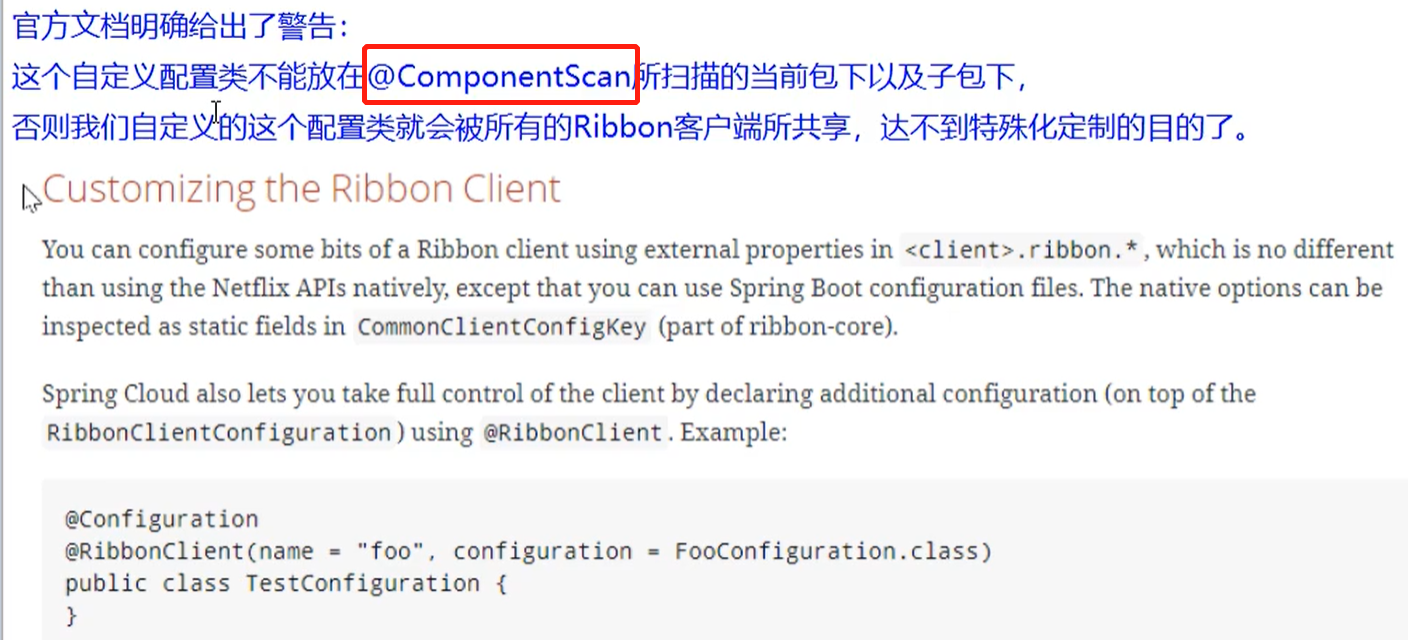 官方文档明确给出了警告：
这个自定义配置类不能放在@ComponentScan所扫描的当前包下以及子包下，
否则我们自定义的这个配置类就会被所有的Ribbon客户端所共享，达不到特殊化定制的目的了。
Customizing the Ribbon Client
You can configure some bits of a Ribbon client using external properties in <client>.ribbon.*, which is no different
than using the Netflix APIs natively, except that you can use Spring Boot configuration files. The native options can be
inspected as static fields in CommonClientConfigKey (part of ribbon-core).
Spring Cloud also lets you take full control of the client by declaring additional configuration (on top of the
RibbonClientConfiguration) using @RibbonClient. Example:
@Configuration
@RibbonClient(name = "foo", configuration = FooConfiguration.class)
public class TestConfiguration {
}